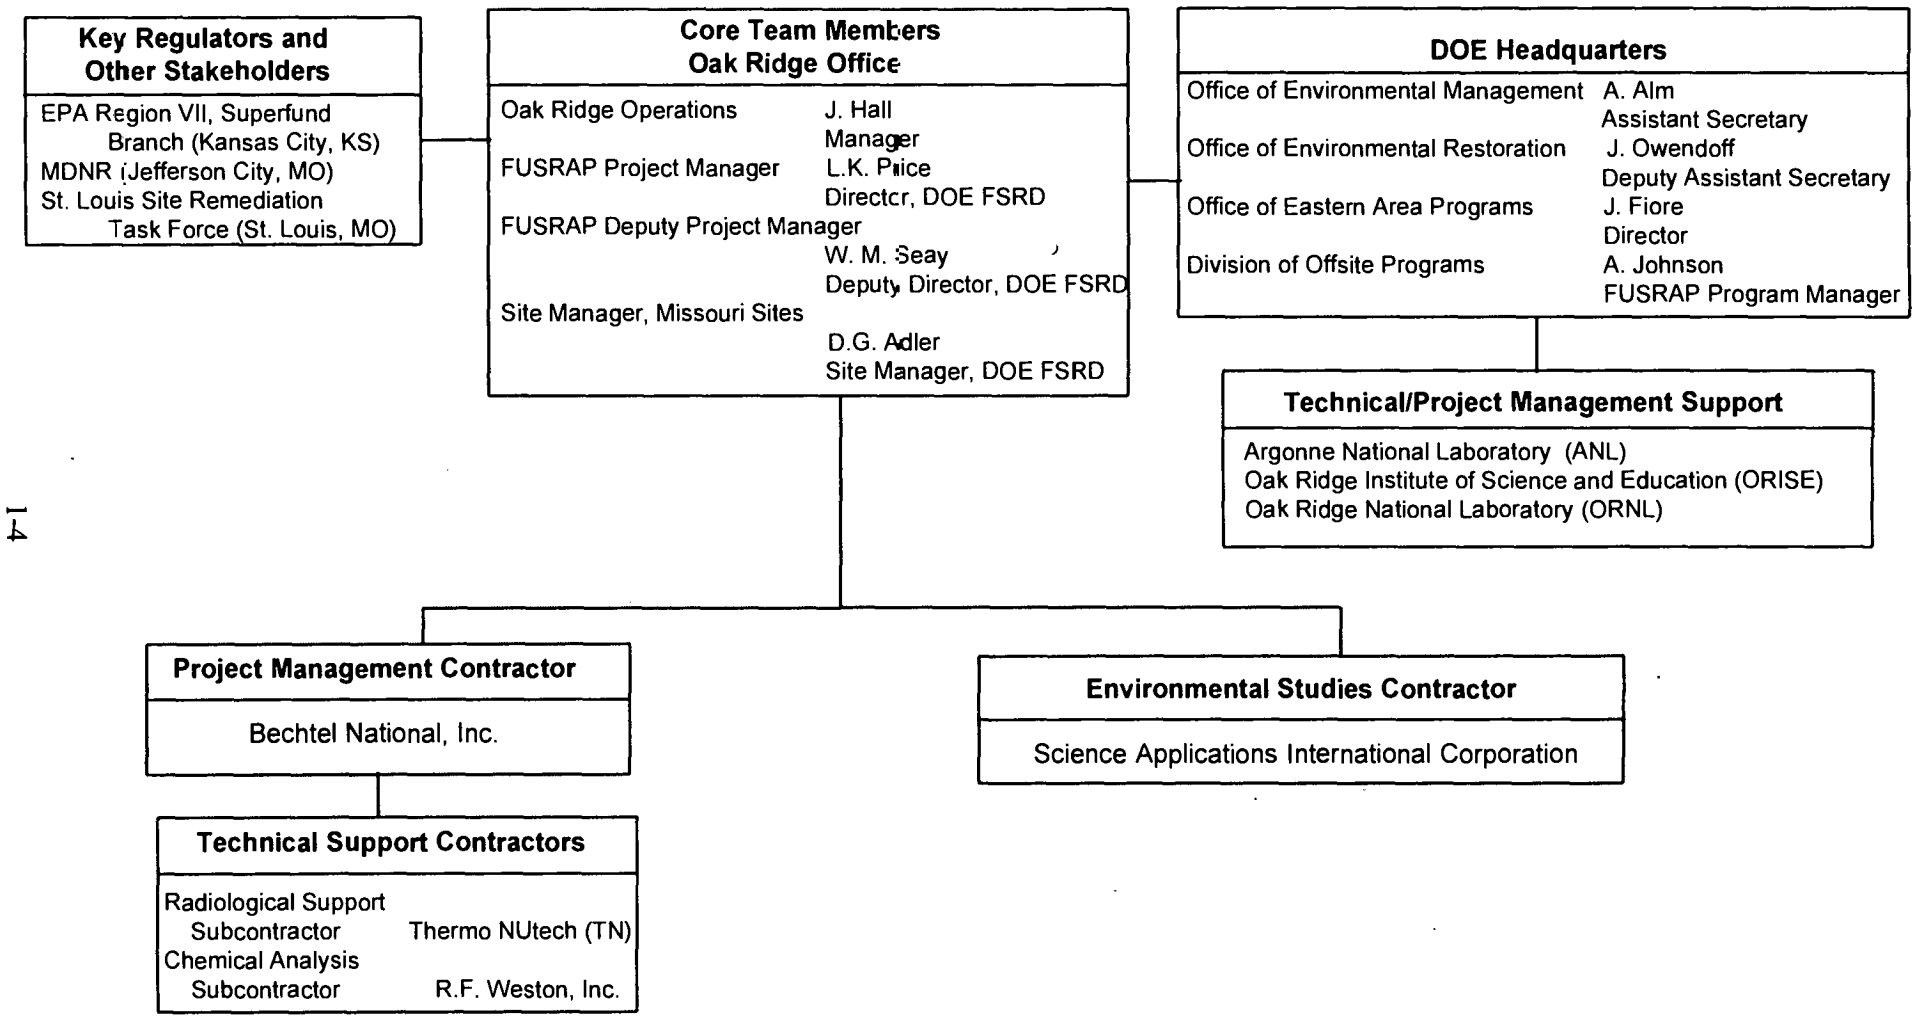 Key Regulators and
Other Stakeholders
EPA Region VII, Superfund
Branch (Kansas City, KS)
MDNR (Jefferson City, MO)
St. Louis Site Remediation
Task Force (St. Louis, MO)
Core Team Members
Oak Ridge Office
Oak Ridge Operations J. Hall
Manager
FUSRAP Project Manager L.K. Price
Director, DOE FSRD
FUSRAP Deputy Project Manager
W. M. Seay
Deputy Director, DOE FSRD
Site Manager, Missouri Sites
D.G. Adler
Site Manager, DOE FSRD
DOE Headquarters
Office of Environmental Management A. Alm
Assistant Secretary
Office of Environmental Restoration J. Owendoff
Deputy Assistant Secretary
Office of Eastern Area Programs J. Fiore
Director
Division of Offsite Programs A. Johnson
FUSRAP Program Manager
Technical/Project Management Support
Argonne National Laboratory (ANL)
Oak Ridge Institute of Science and Education (ORISE)
Oak Ridge National Laboratory (ORNL)
I-4
Project Management Contractor
Bechtel National, Inc.
Environmental Studies Contractor
Science Applications International Corporation
Technical Support Contractors
Radiological Support
Subcontractor Thermo NUtech (TN)
Chemical Analysis
Subcontractor R.F. Weston, Inc.